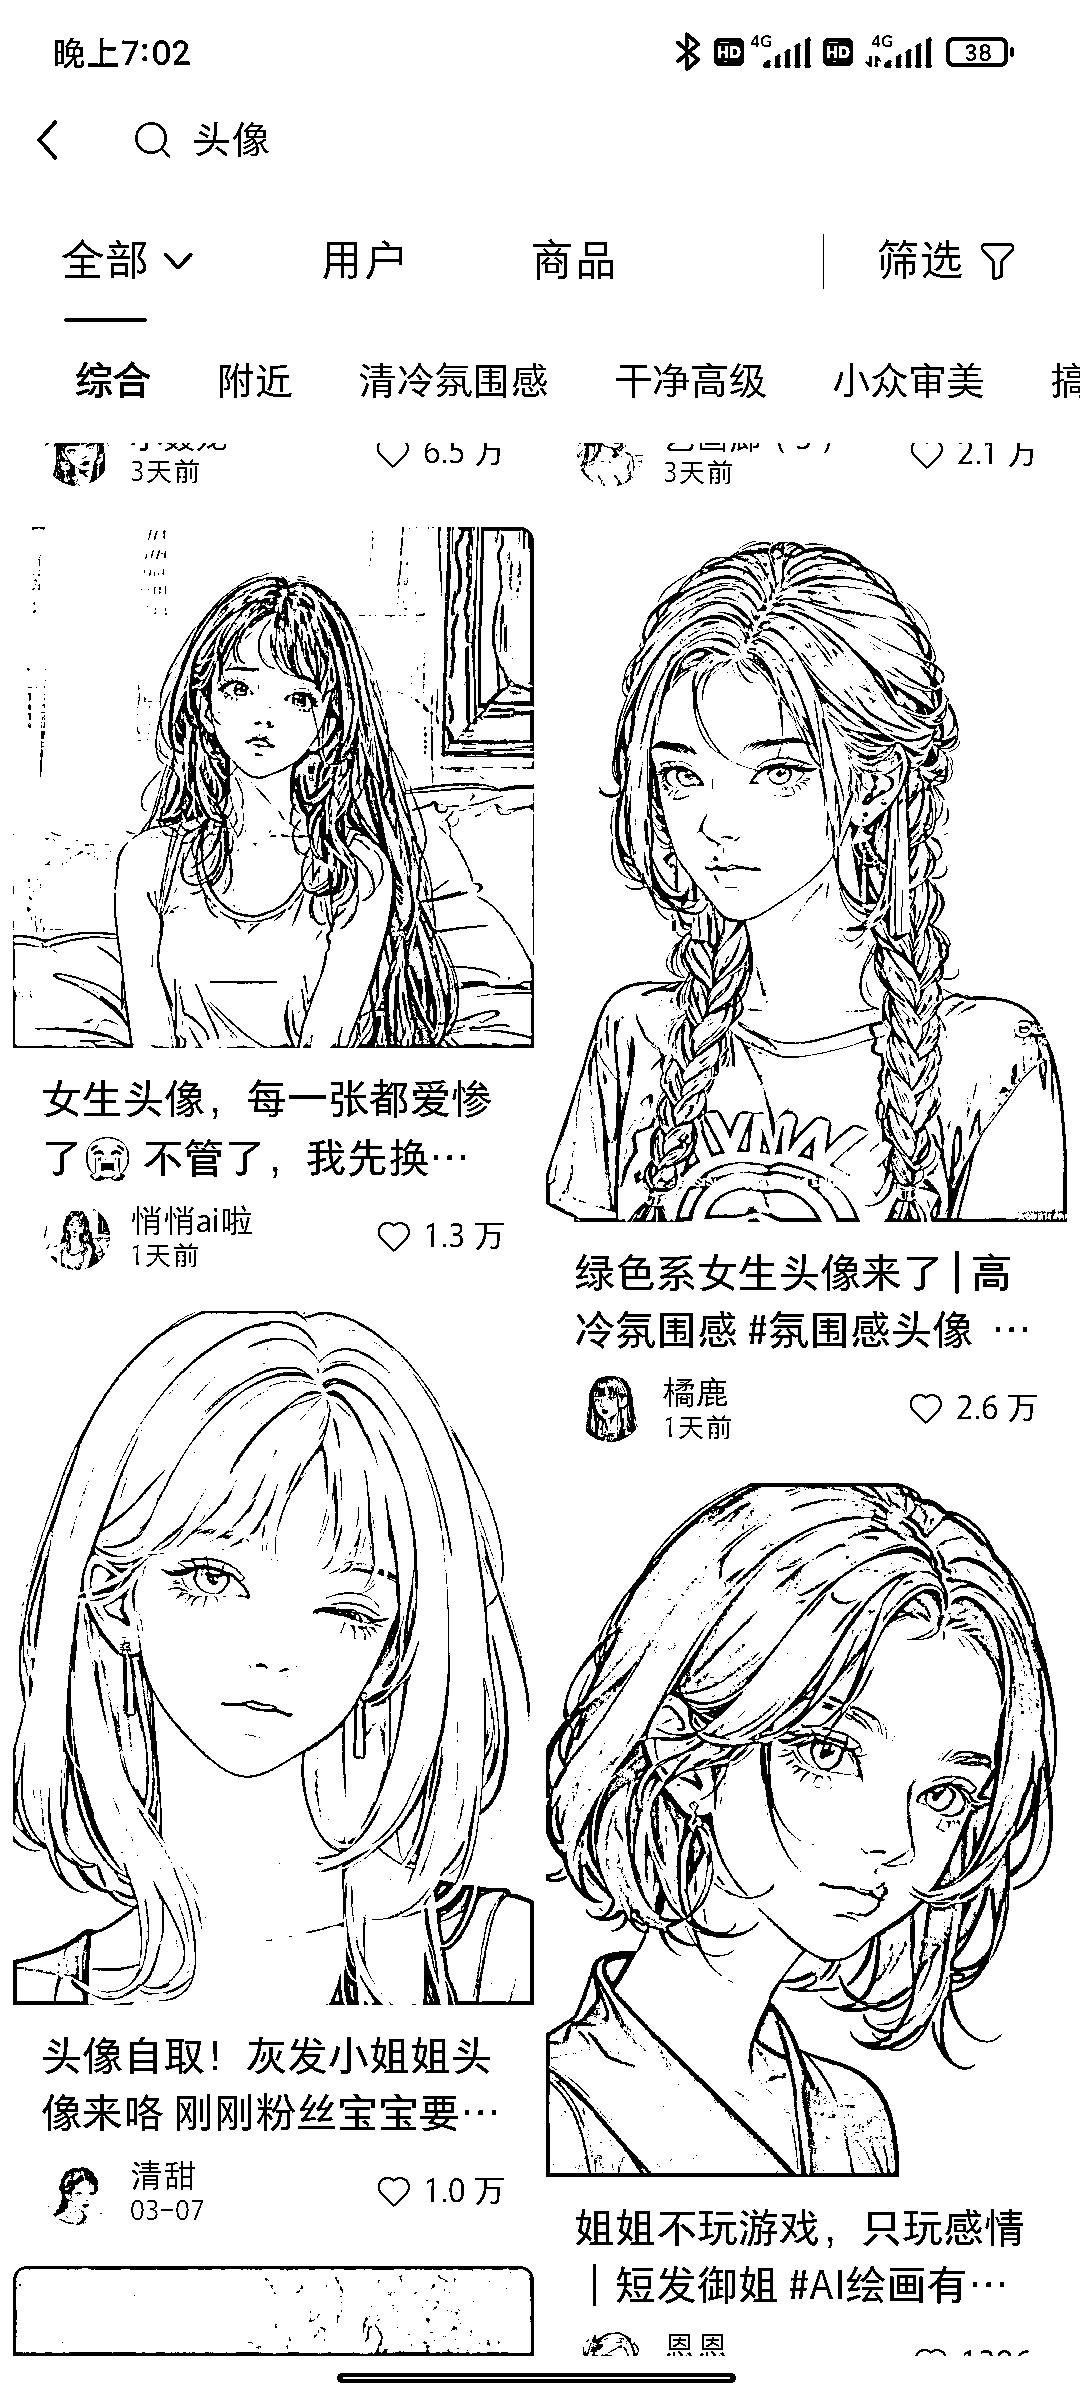 晚上7:02
HD 4G HD 4G 38
头像
全部 用户 商品 筛选
综合 附近 清冷氛围感 干净高级 小众审美 搞
6.5 万
3天前
2.1 万
3天前
女生头像，每一张都爱惨
了😭 不管了，我先换…
悄悄ai啦
1天前
1.3 万
绿色系女生头像来了|高
冷氛围感 #氛围感头像 …
橘鹿
1天前
2.6 万
头像自取！灰发小姐姐头
像来咯 刚刚粉丝宝宝要…
清甜
03-07
1.0 万
姐姐不玩游戏，只玩感情
｜短发御姐 #AI绘画有…
恩恩